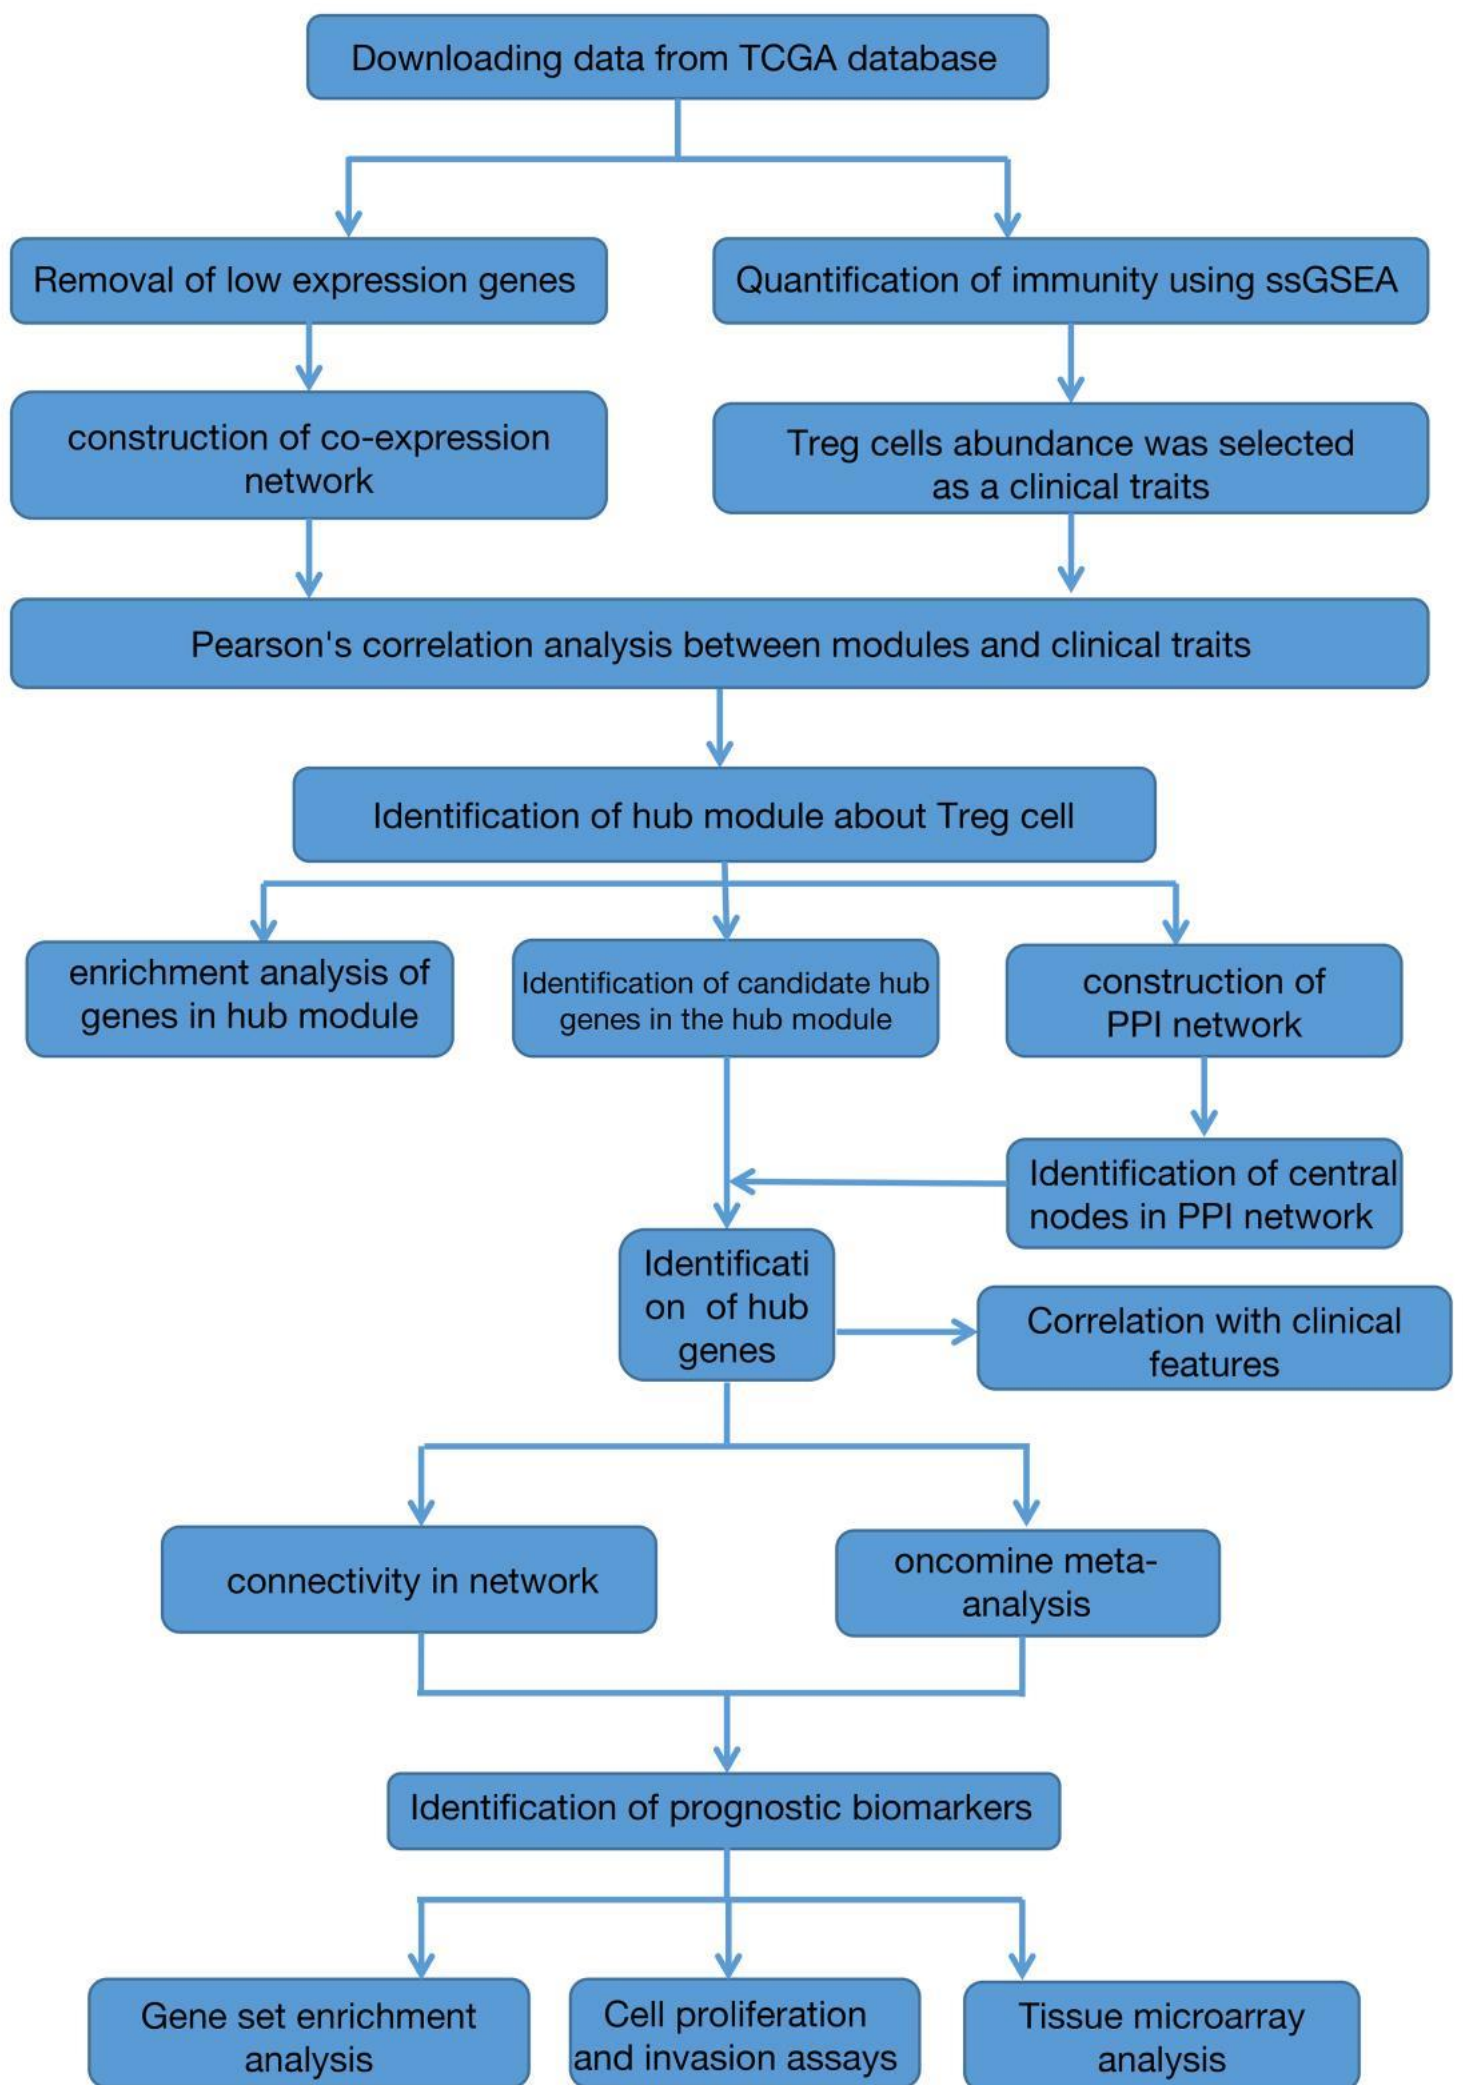 Downloading data from TCGA database
Removal of low expression genes
Quantification of immunity using ssGSEA
construction of co-expression
network
Treg cells abundance was selected
as a clinical traits
Pearson's correlation analysis between modules and clinical traits
Identification of hub module about Treg cell
enrichment analysis of
genes in hub module
Identification of candidate hub
genes in the hub module
construction of
PPI network
Identification of central
nodes in PPI network
Identificati
on  of hub
genes
Correlation with clinical
features
connectivity in network
oncomine meta-
analysis
Identification of prognostic biomarkers
Gene set enrichment
analysis
Cell proliferation
and invasion assays
Tissue microarray
analysis